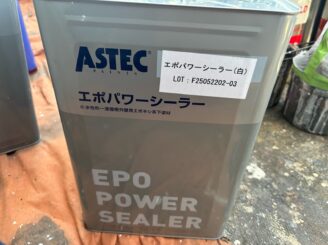 ASTEC
PAINTS
エポパワーシーラー(白)
LOT：F25052202-03
エポパワーシーラー
EPO
POWER
SEALER